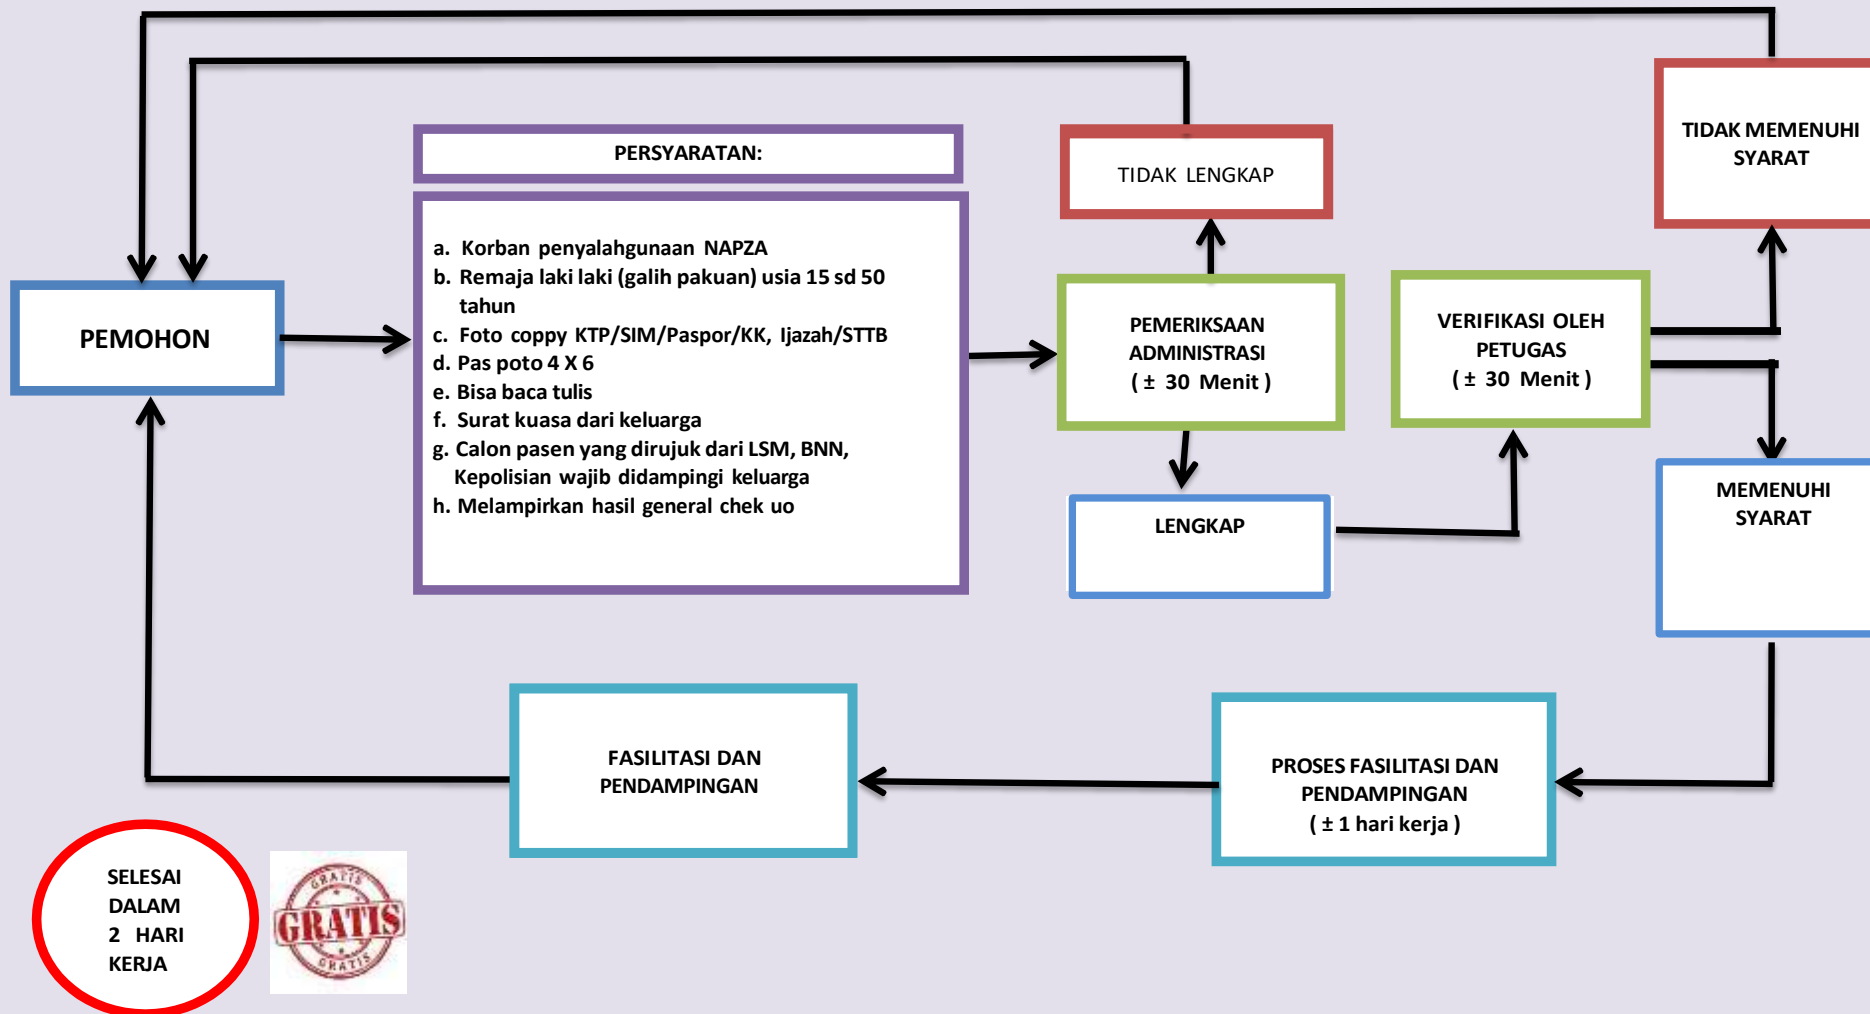 PERSYARATAN:
TIDAK LENGKAP
TIDAK MEMENUHI
SYARAT
PEMOHON
a. Korban penyalahgunaan NAPZA
b. Remaja laki laki (galih pakuan) usia 15 sd 50
tahun
c. Foto coppy KTP/SIM/Paspor/KK, Ijazah/STTB
d. Pas poto 4 X 6
e. Bisa baca tulis
f. Surat kuasa dari keluarga
g. Calon pasen yang dirujuk dari LSM, BNN,
Kepolisian wajib didampingi keluarga
h. Melampirkan hasil general chek uo
PEMERIKSAAN
ADMINISTRASI
( ± 30 Menit )
VERIFIKASI OLEH
PETUGAS
( ± 30 Menit )
LENGKAP
MEMENUHI
SYARAT
FASILITASI DAN
PENDAMPINGAN
PROSES FASILITASI DAN
PENDAMPINGAN
( ± 1 hari kerja )
SELESAI
DALAM
2 HARI
KERJA
GRATIS
GRATIS
GRATIS